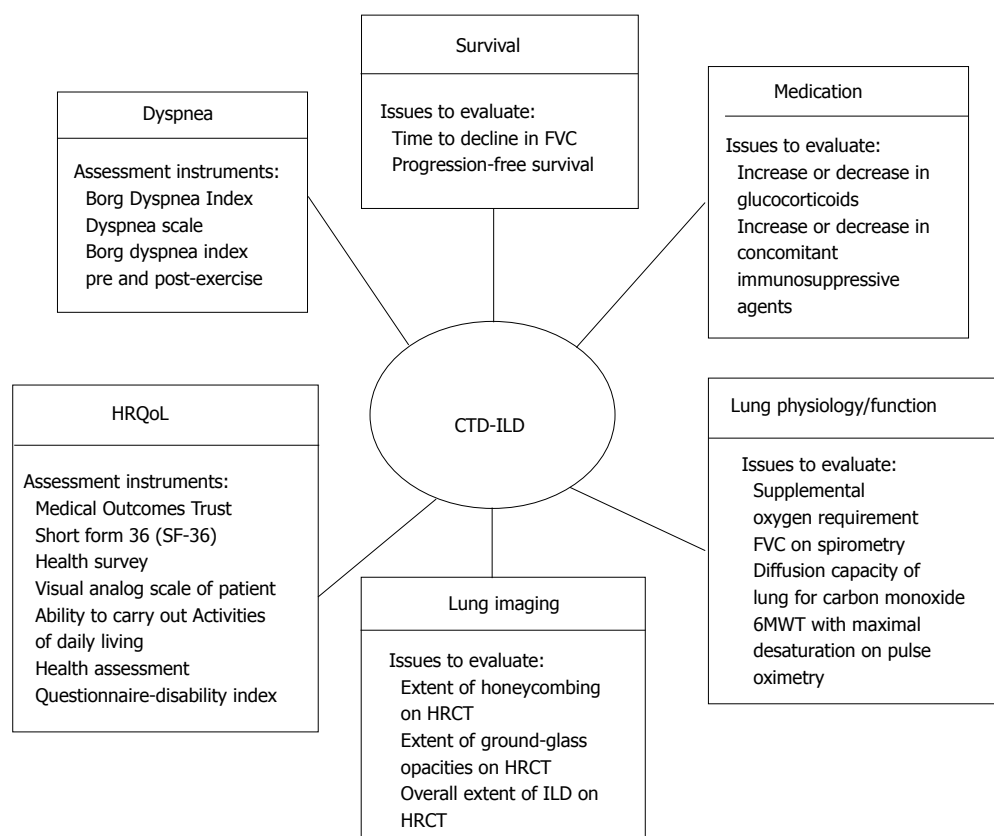 Survival
Issues to evaluate:
Time to decline in FVC
Progression-free survival
Dyspnea
Assessment instruments:
Borg Dyspnea Index
Dyspnea scale
Borg dyspnea index
pre and post-exercise
Medication
Issues to evaluate:
Increase or decrease in
glucocorticoids
Increase or decrease in
concomitant
immunosuppressive
agents
CTD-ILD
HRQoL
Assessment instruments:
Medical Outcomes Trust
Short form 36 (SF-36)
Health survey
Visual analog scale of patient
Ability to carry out Activities
of daily living
Health assessment
Questionnaire-disability index
Lung physiology/function
Issues to evaluate:
Supplemental
oxygen requirement
FVC on spirometry
Diffusion capacity of
lung for carbon monoxide
6MWT with maximal
desaturation on pulse
oximetry
Lung imaging
Issues to evaluate:
Extent of honeycombing
on HRCT
Extent of ground-glass
opacities on HRCT
Overall extent of ILD on
HRCT